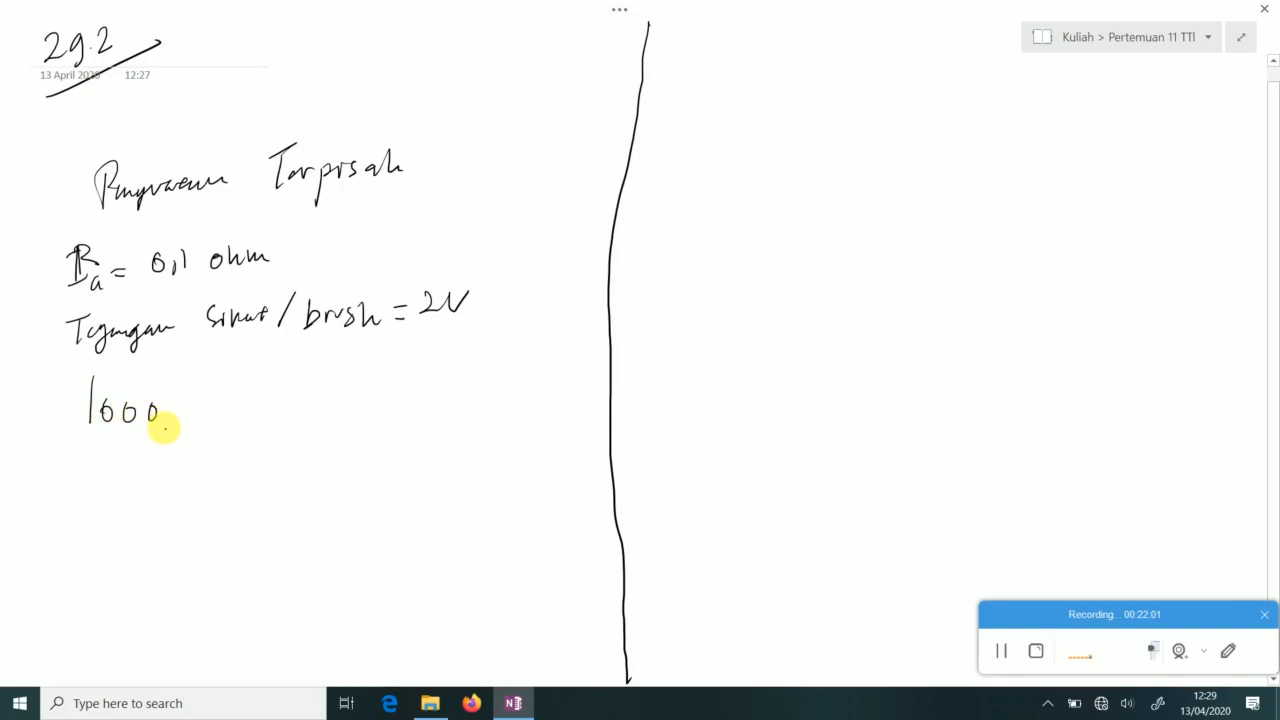 29.2
Kuliah > Pertemuan 11 TTI
13 April 2020 12:27
Terpisah
Ra = 0,1 ohm
Tegangan Sikat / brush = 2V
1000
Recording... 00:22:01
Type here to search
12:29
13/04/2020